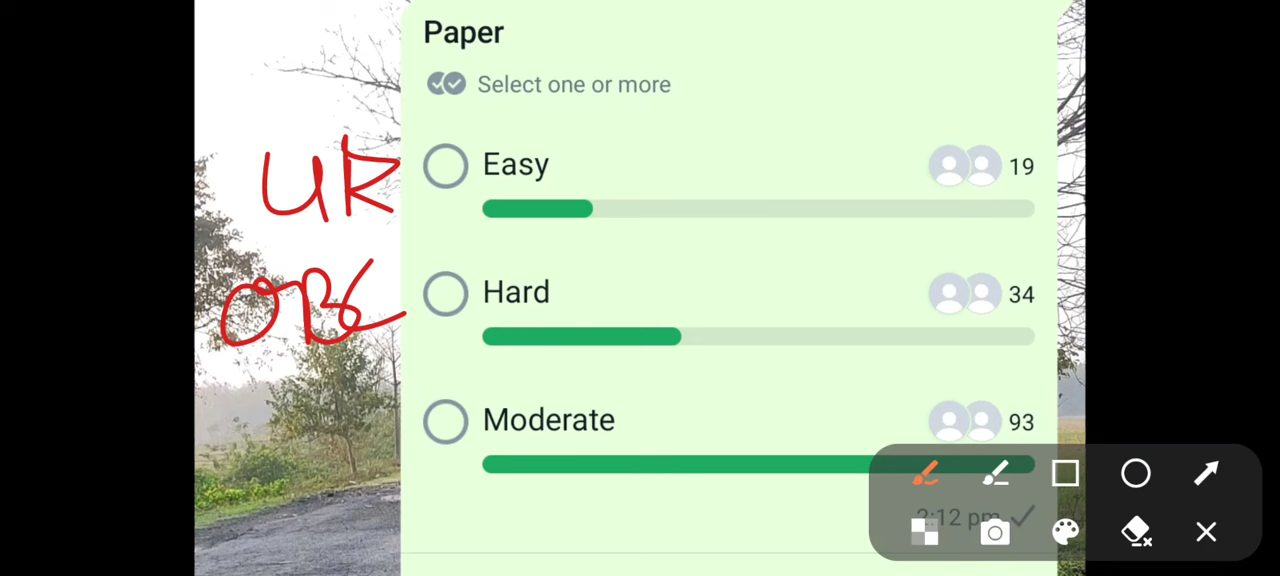 Paper
Select one or more
UR
Easy 19
OBC
Hard 34
Moderate 93
2:12 pm